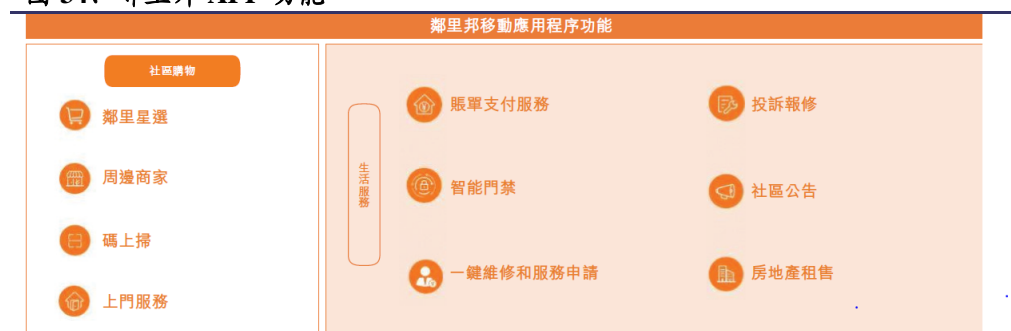 鄰里邦移動應用程序功能
社區購物
鄰里星選
周邊商家
碼上掃
上門服務
生活服務
賬單支付服務
投訴報修
智能門禁
社區公告
一鍵維修和服務申請
房地產租售